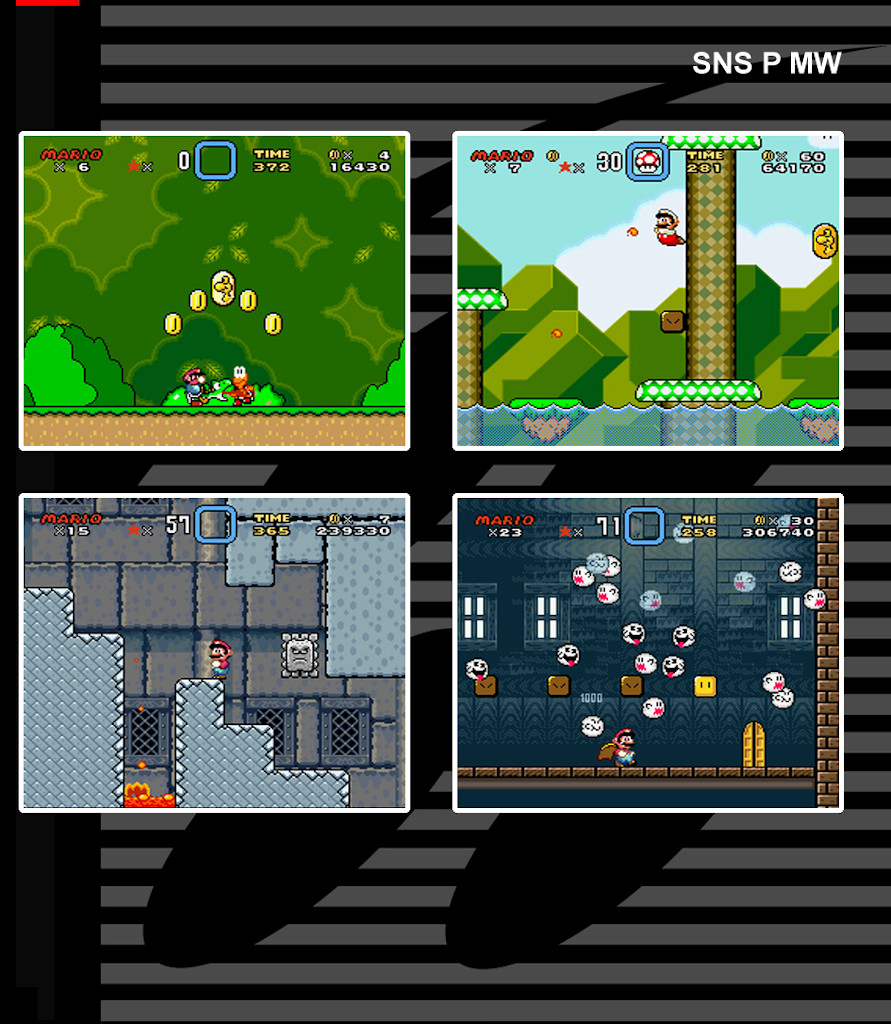 SNS P MW
MARIO TIME
× 6 ★× 0 372 × 4
16430
MARIO TIME
× 7 ★× 30 281 × 60
64170
MARIO TIME
×15 ★× 57 365 × 7
239330
MARIO TIME
×23 ★× 71 258 × 30
306740
1000